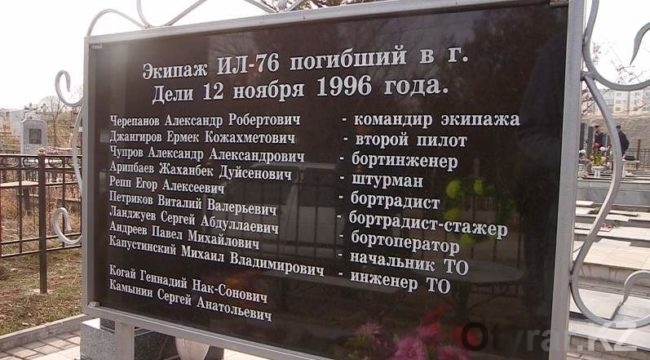 Экипаж ИЛ-76 погибший в г.
Дели 12 ноября 1996 года.
Черепанов Александр Робертович - командир экипажа
Джангиров Ермек Кожахметович - второй пилот
Чупров Александр Александрович - бортинженер
Арипбаев Жаханбек Дуйсенович - штурман
Репп Егор Алексеевич - бортрадист
Петриков Виталий Валерьевич - бортрадист-стажер
Ланджуев Сергей Абдуллаевич - бортоператор
Андреев Павел Михайлович - начальник ТО
Капустинский Михаил Владимирович - инженер ТО
Когай Геннадий Нак-Сонович
Камынин Сергей Анатольевич
Otyrar.KZ